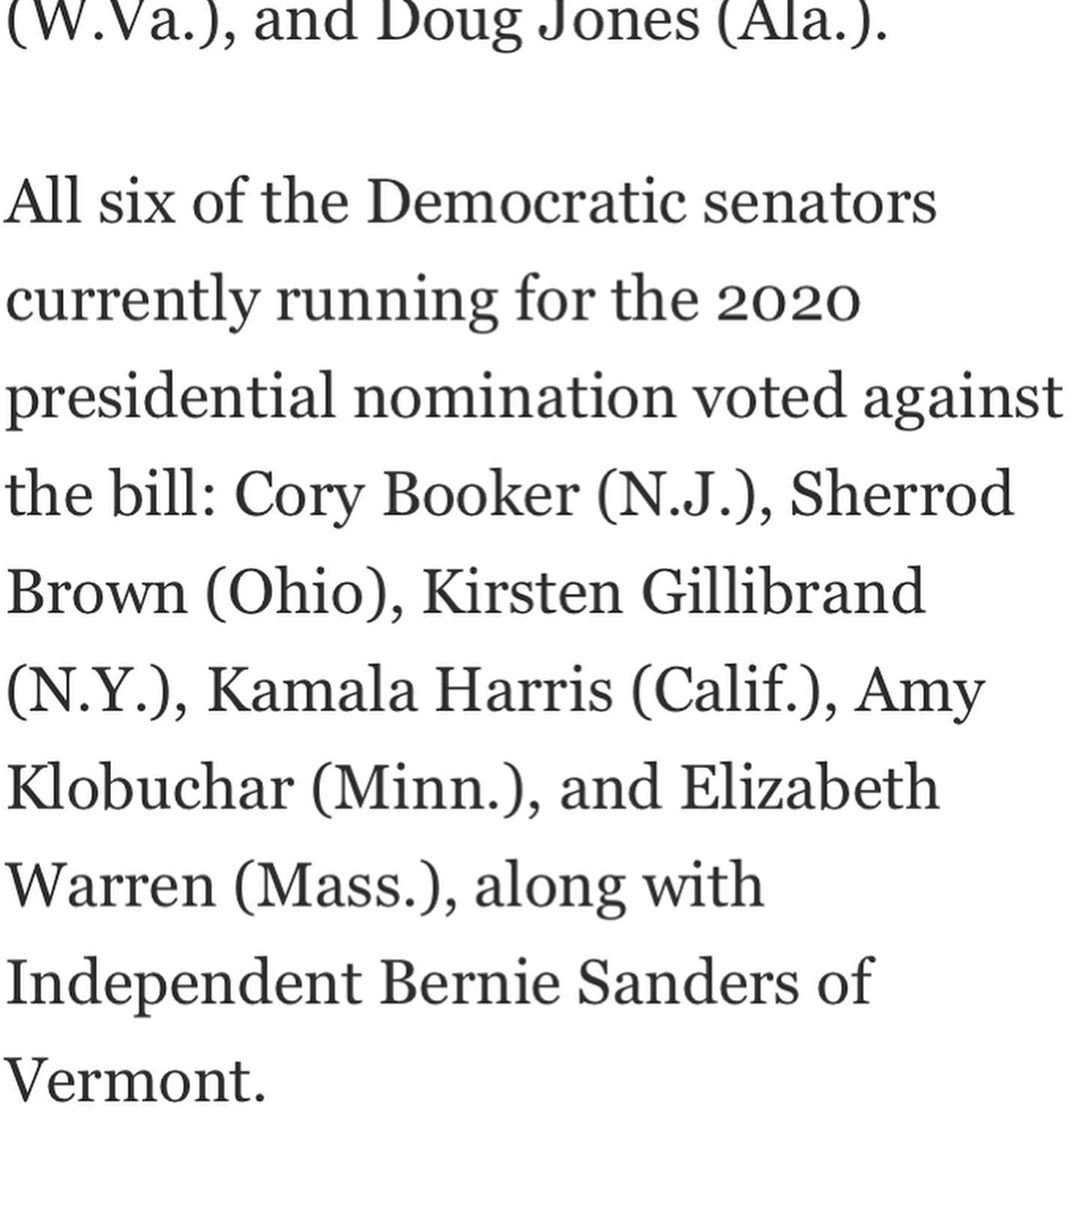 (W.Va.), and Doug Jones (Ala.).
All six of the Democratic senators
currently running for the 2020
presidential nomination voted against
the bill: Cory Booker (N.J.), Sherrod
Brown (Ohio), Kirsten Gillibrand
(N.Y.), Kamala Harris (Calif.), Amy
Klobuchar (Minn.), and Elizabeth
Warren (Mass.), along with
Independent Bernie Sanders of
Vermont.